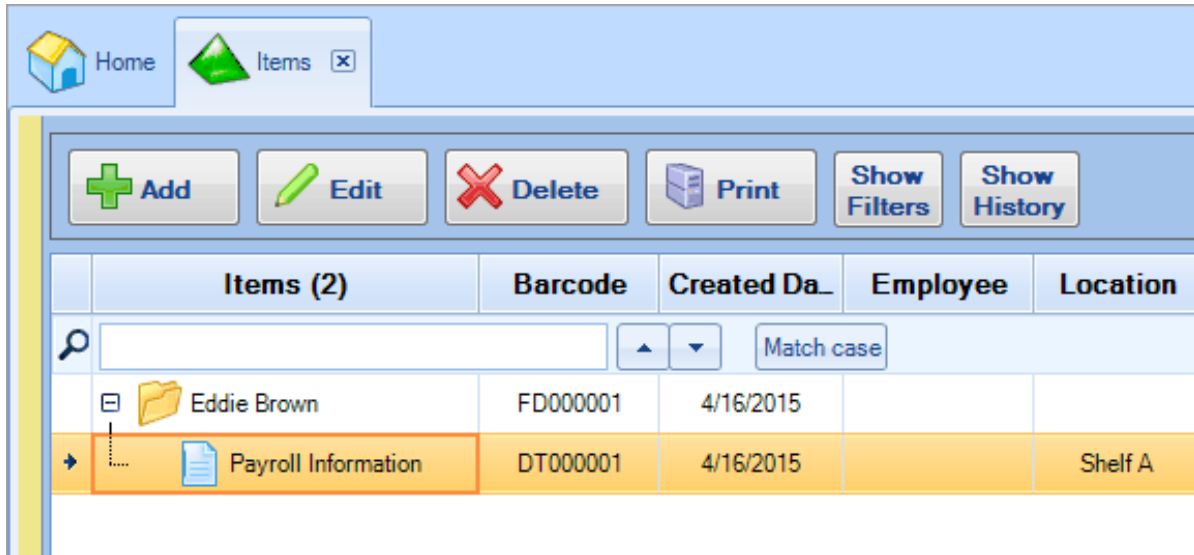 Home Items
Add Edit Delete Print Show Filters Show History
Items (2) Barcode Created Da... Employee Location
Match case
Eddie Brown FD000001 4/16/2015
Payroll Information DT000001 4/16/2015 Shelf A